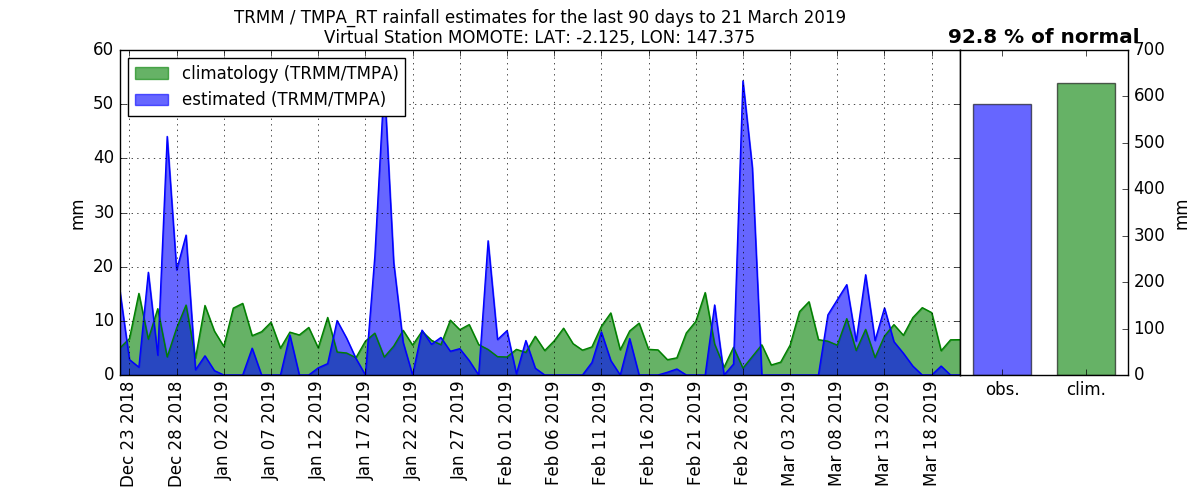 TRMM / TMPA_RT rainfall estimates for the last 90 days to 21 March 2019
Virtual Station MOMOTE: LAT: -2.125, LON: 147.375
92.8 % of normal
climatology (TRMM/TMPA)
estimated (TRMM/TMPA)
60
50
40
30
20
10
0
mm
Dec 23 2018
Dec 28 2018
Jan 02 2019
Jan 07 2019
Jan 12 2019
Jan 17 2019
Jan 22 2019
Jan 27 2019
Feb 01 2019
Feb 06 2019
Feb 11 2019
Feb 16 2019
Feb 21 2019
Feb 26 2019
Mar 03 2019
Mar 08 2019
Mar 13 2019
Mar 18 2019
700
600
500
400
300
200
100
0
mm
obs.
clim.